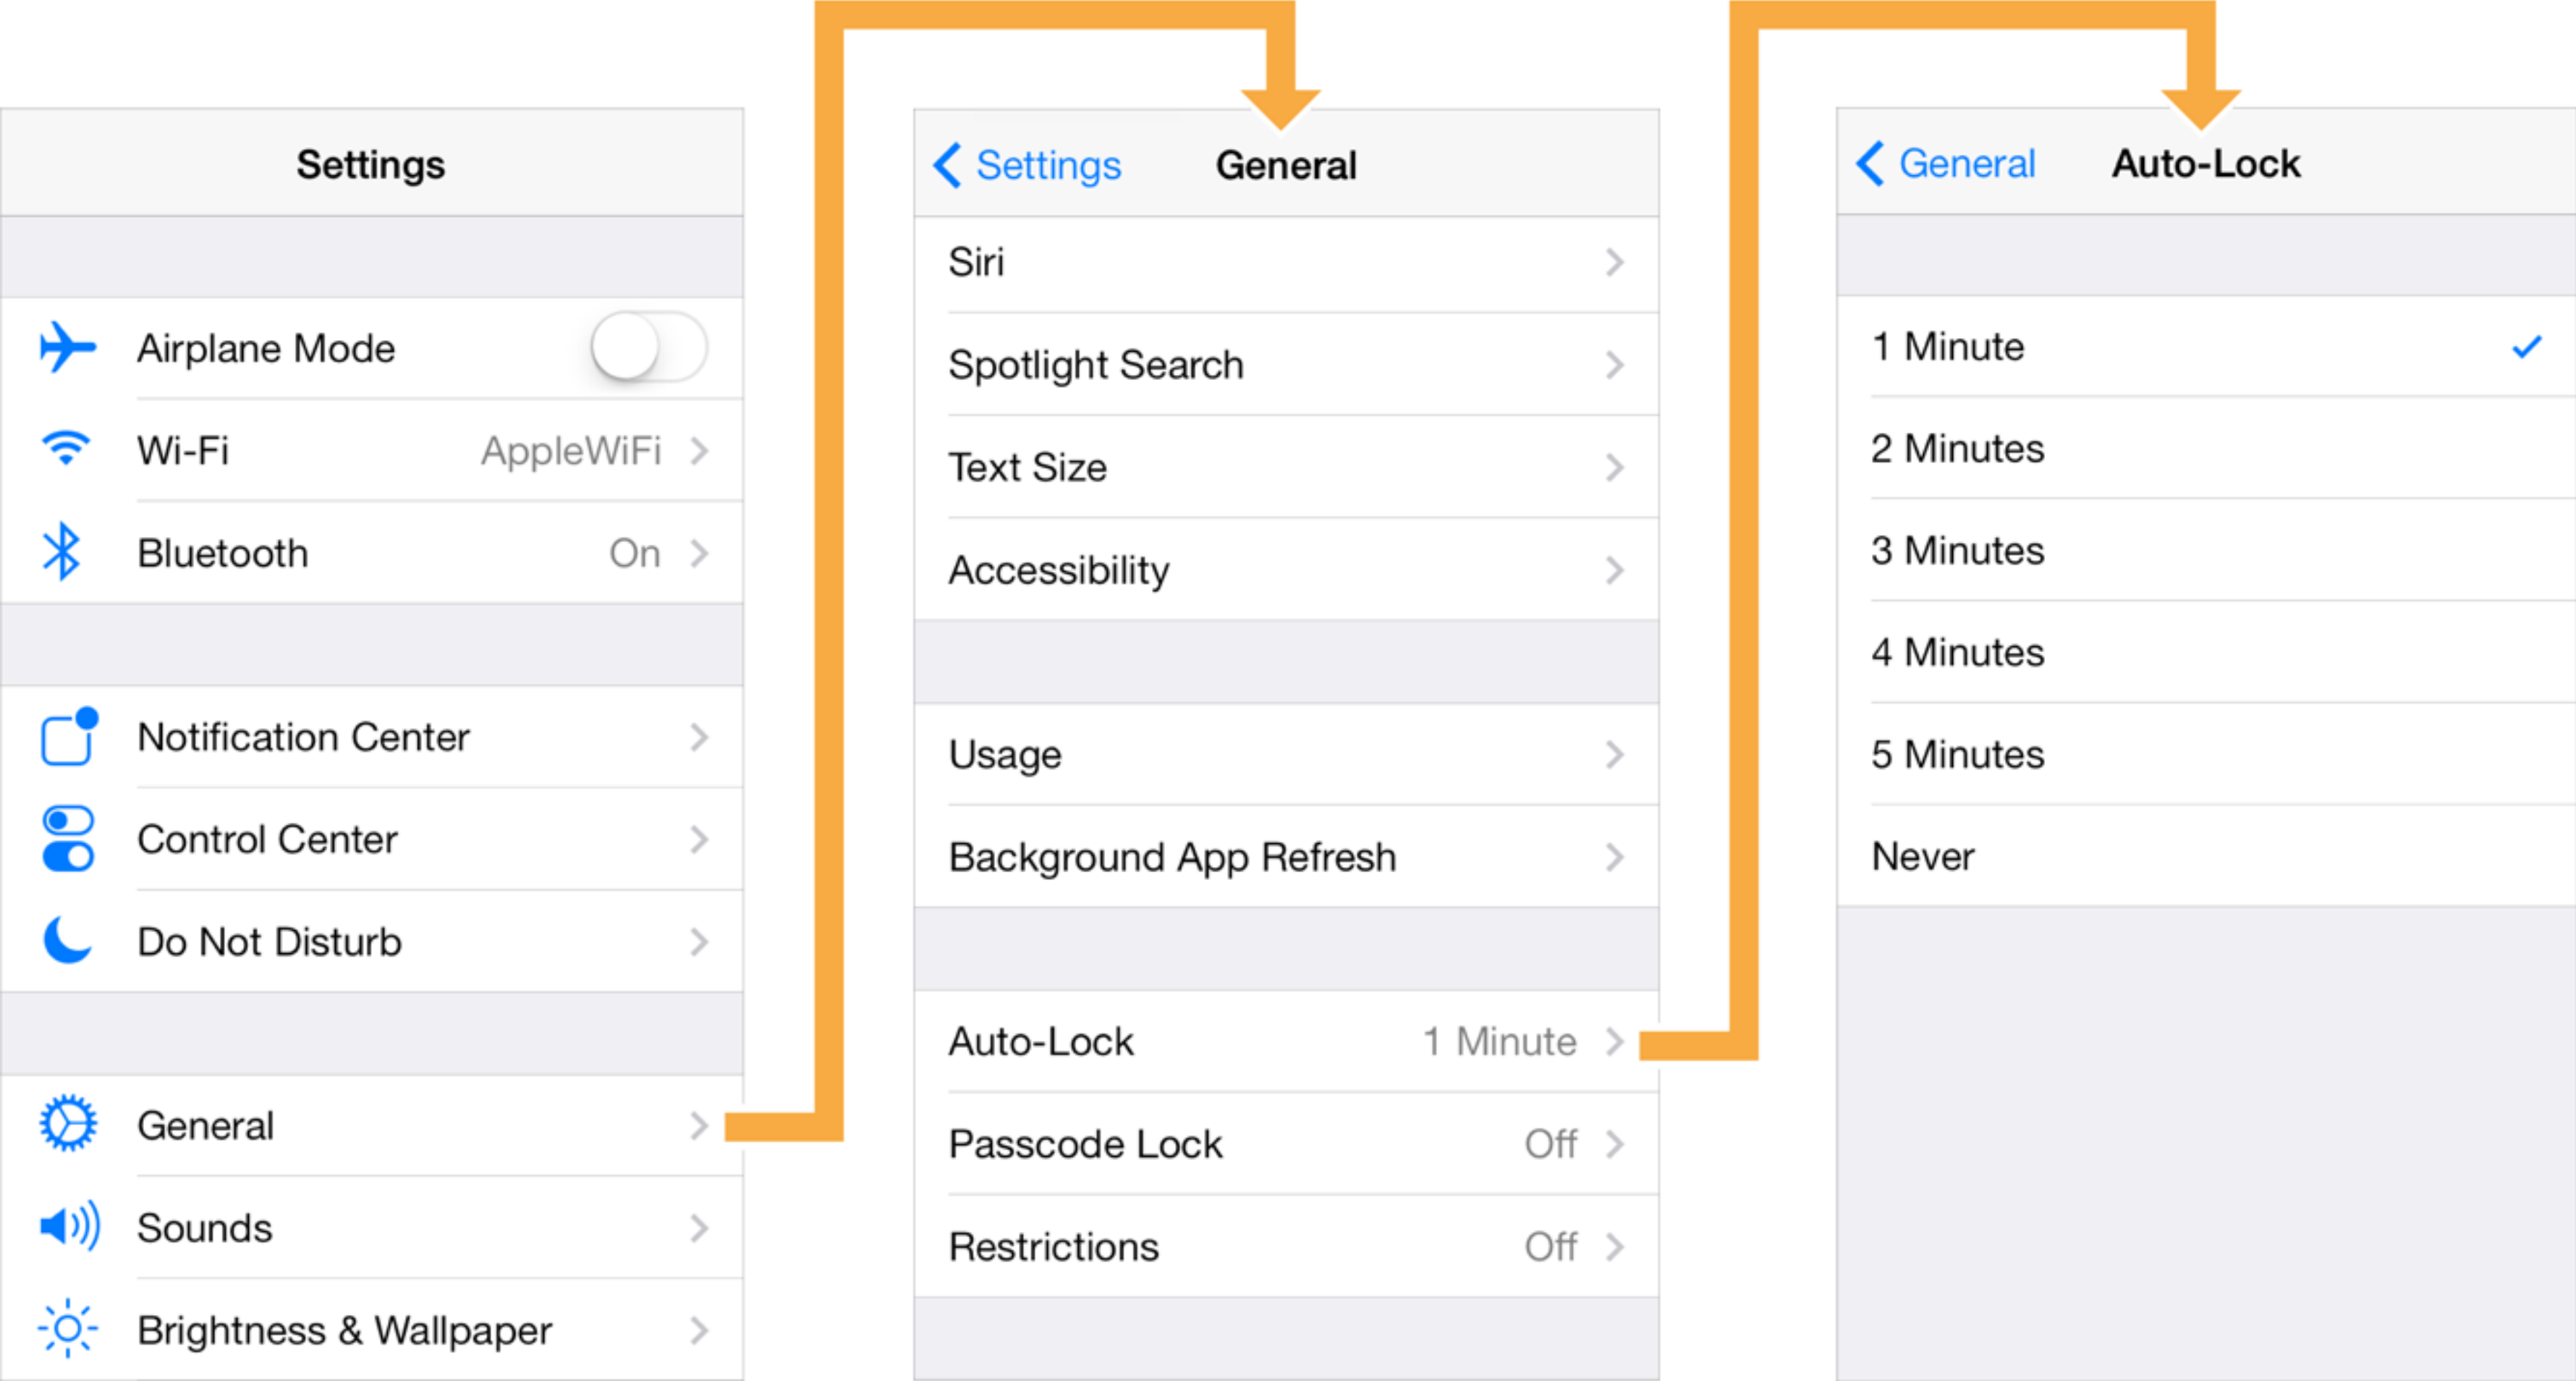 Settings
Airplane Mode
Wi-Fi AppleWiFi
Bluetooth On
Notification Center
Control Center
Do Not Disturb
General
Sounds
Brightness & Wallpaper
Settings General
Siri
Spotlight Search
Text Size
Accessibility
Usage
Background App Refresh
Auto-Lock 1 Minute
Passcode Lock Off
Restrictions Off
General Auto-Lock
1 Minute
2 Minutes
3 Minutes
4 Minutes
5 Minutes
Never